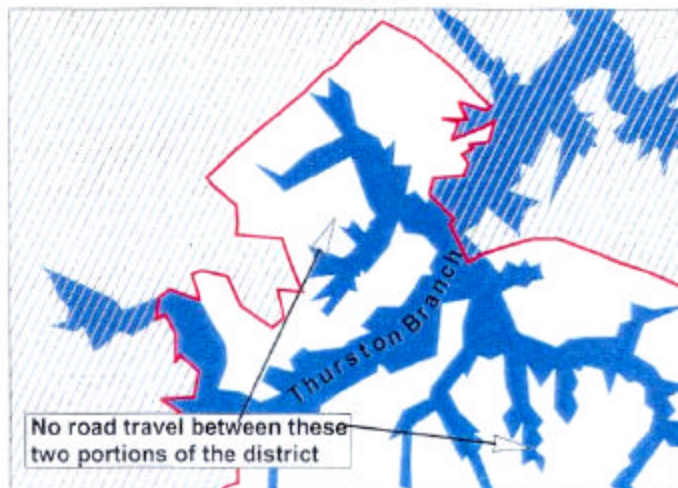 Thurston Branch
No road travel between these
two portions of the district